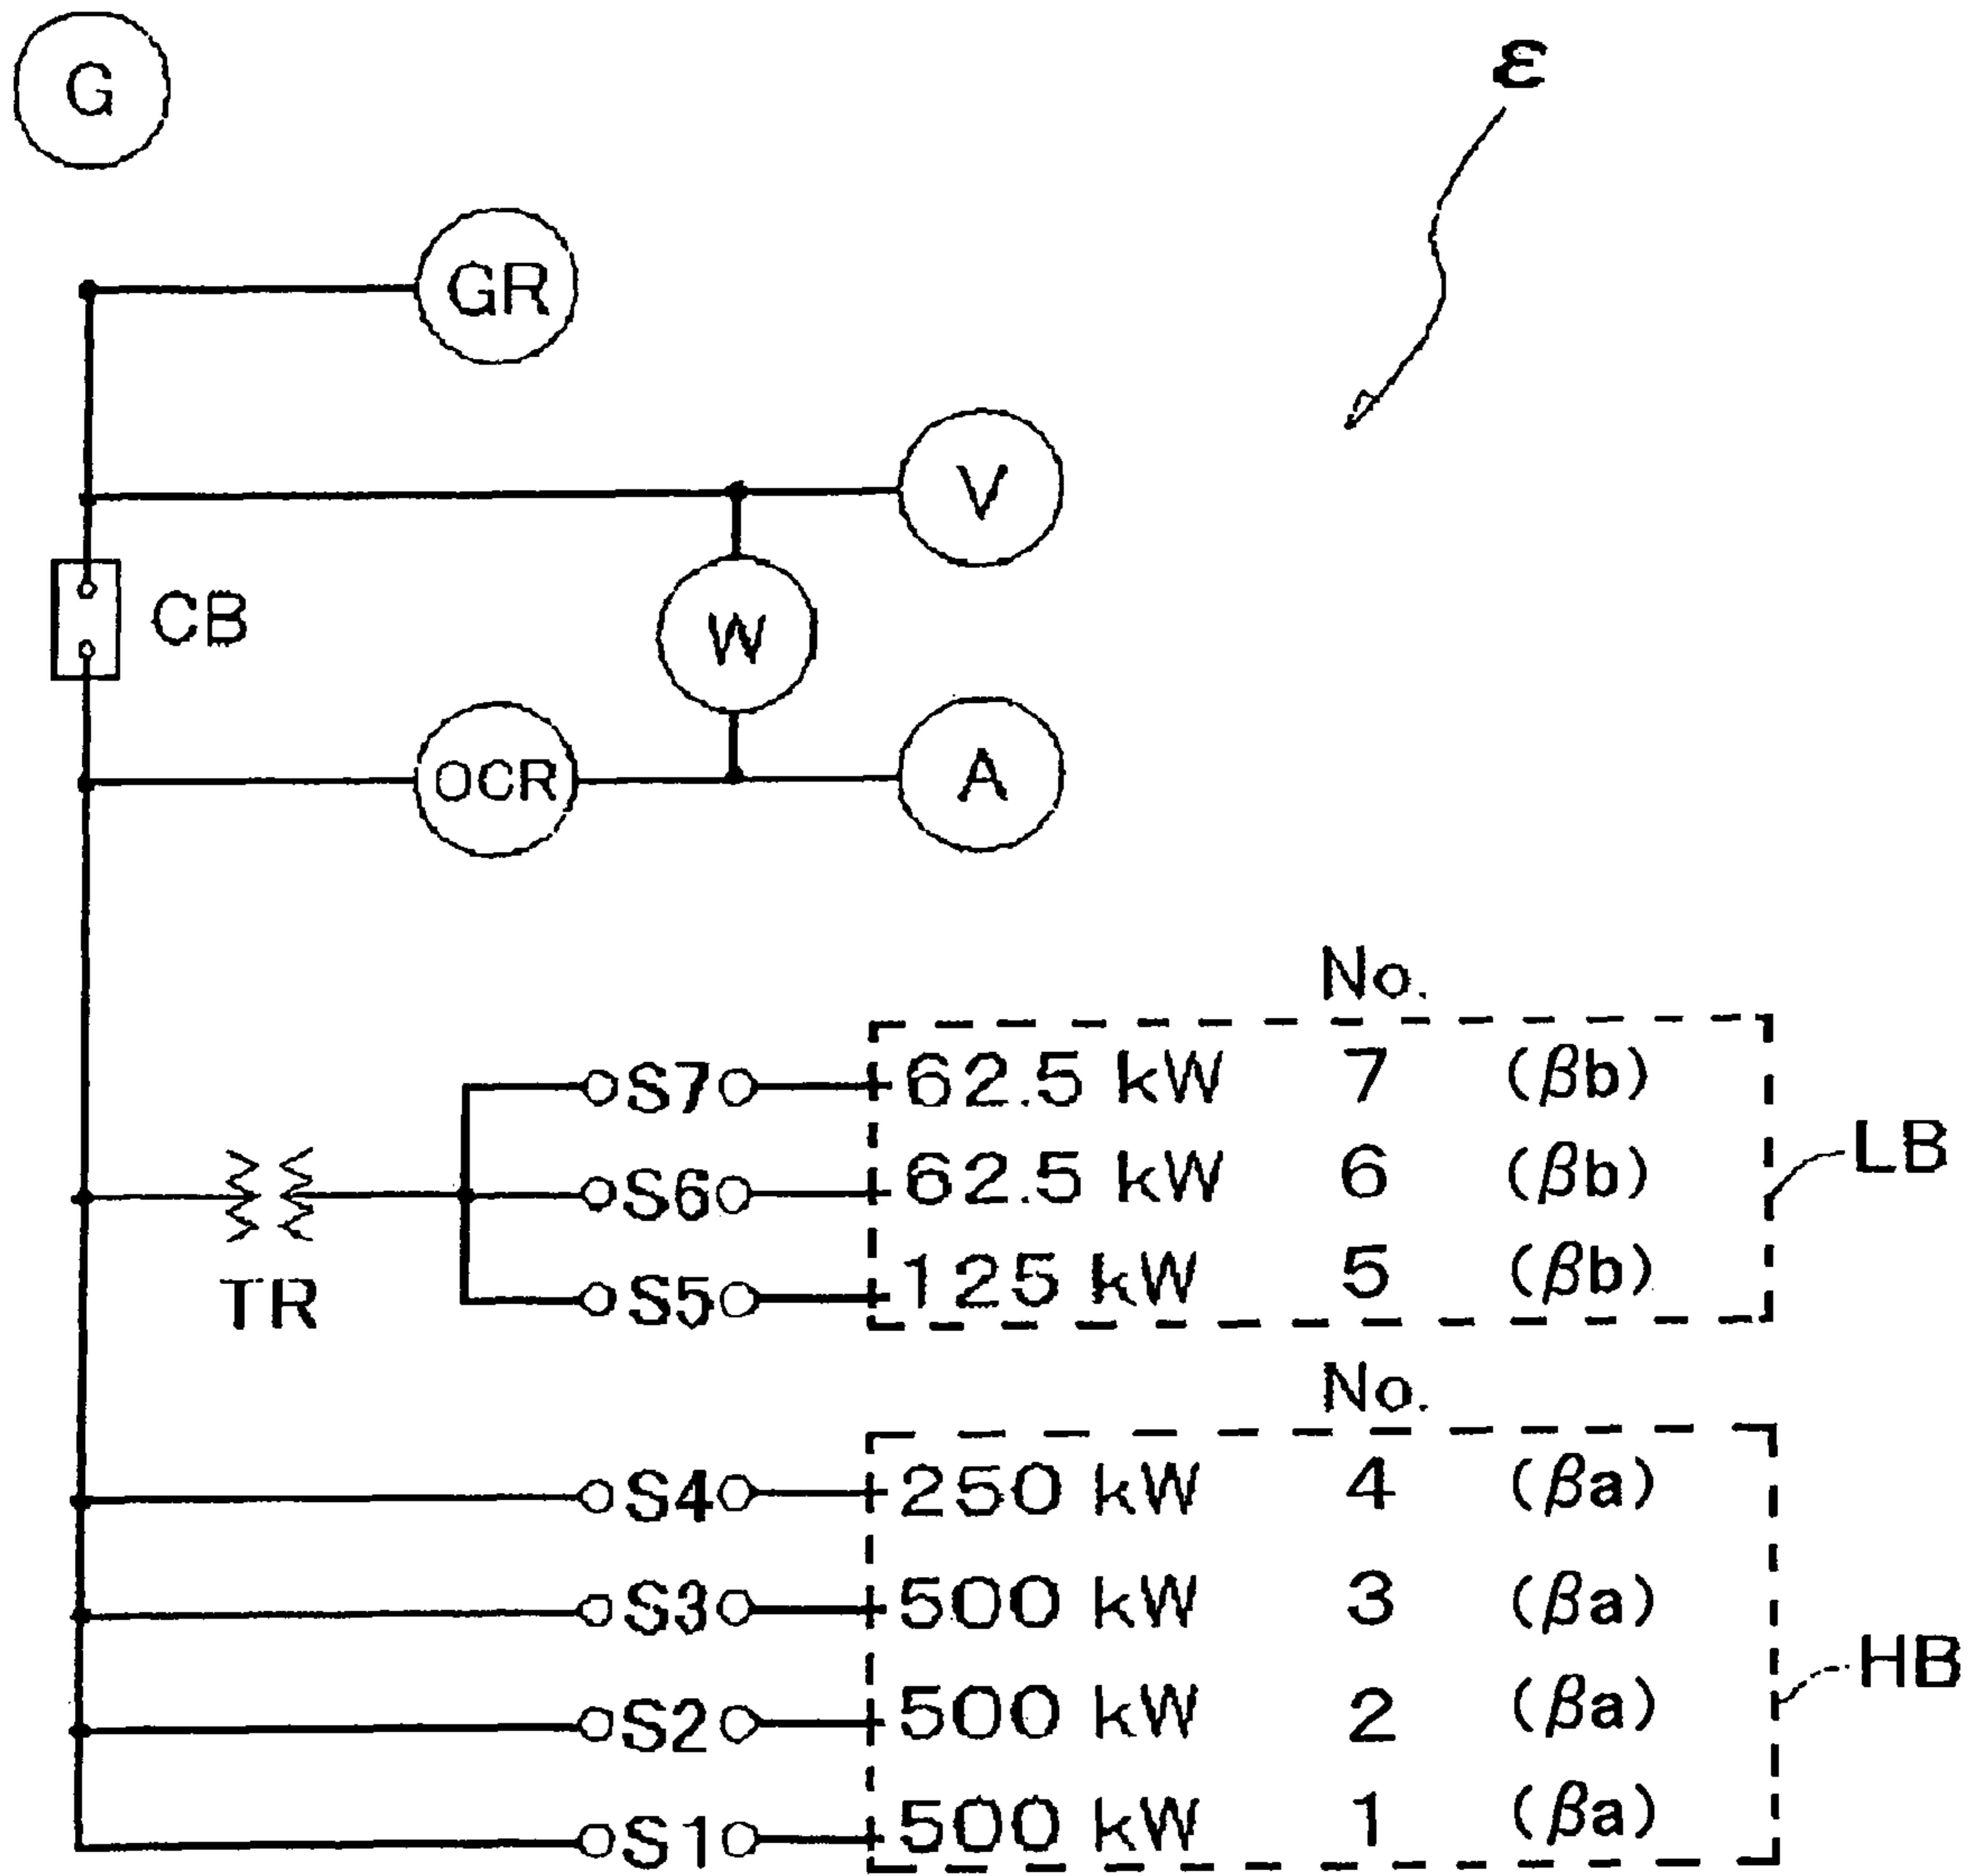 G
ε
GR
V
CB
W
OCR
A
No.
S7 62.5 kW 7 (βb)
S6 62.5 kW 6 (βb)
LB
TR
S5 125 kW 5 (βb)
No.
S4 250 kW 4 (βa)
S3 500 kW 3 (βa)
HB
S2 500 kW 2 (βa)
S1 500 kW 1 (βa)